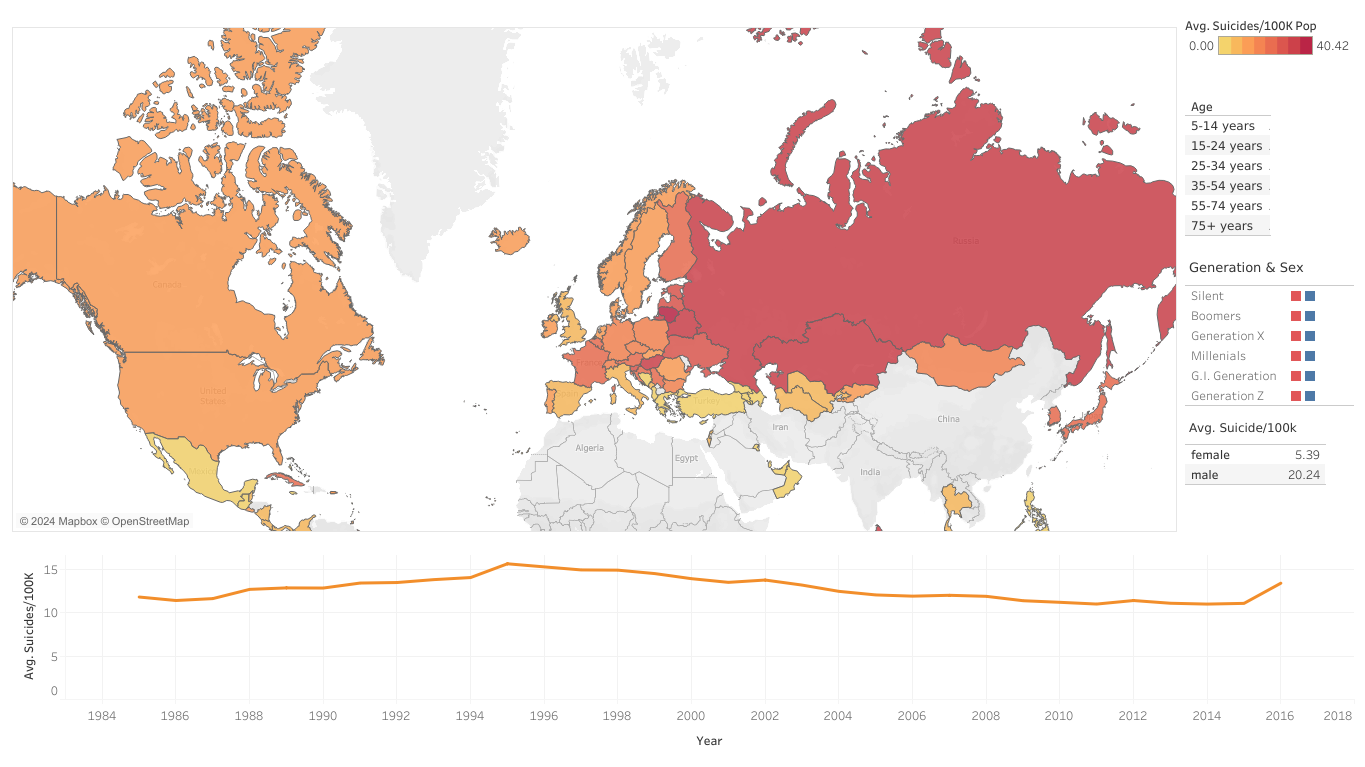 Avg. Suicides/100K Pop
0.00 40.42
Age
5-14 years
15-24 years
25-34 years
35-54 years
55-74 years
75+ years
Generation & Sex
Silent
Boomers
Generation X
Millenials
G.I. Generation
Generation Z
Avg. Suicide/100k
female 5.39
male 20.24
Canada
Russia
United
States
Turkey
Mexico
Algeria
Egypt
Iran
India
China
© 2024 Mapbox © OpenStreetMap
Avg. Suicides/100K
15
10
5
0
1984 1986 1988 1990 1992 1994 1996 1998 2000 2002 2004 2006 2008 2010 2012 2014 2016 2018
Year